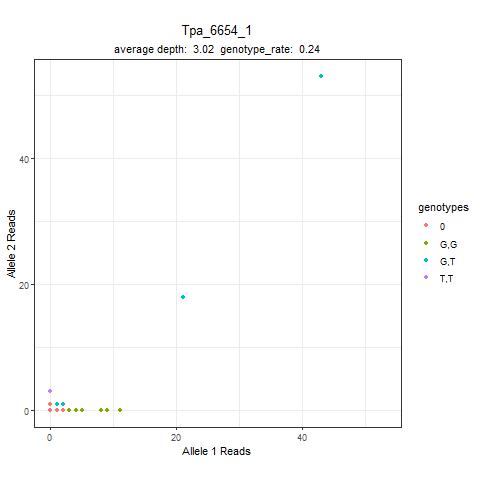 Tpa_6654_1
average depth:  3.02  genotype_rate:  0.24
Allele 2 Reads
40
20
0
0
20
40
Allele 1 Reads
genotypes
0
G,G
G,T
T,T